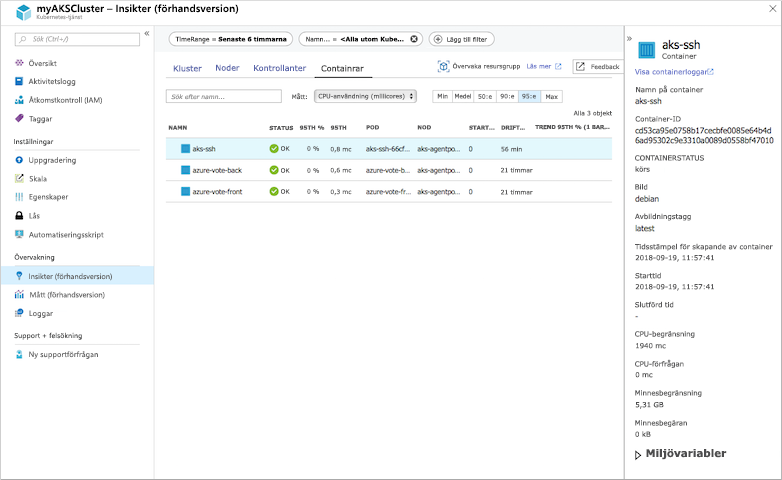 myAKSCluster – Insikter (förhandsversion)
Kubernetes-tjänst
Sök (Ctrl+/)
Översikt
Aktivitetslogg
Åtkomstkontroll (IAM)
Taggar
Inställningar
Uppgradering
Skala
Egenskaper
Lås
Automatiseringsskript
Övervakning
Insikter (förhandsversion)
Mått (förhandsversion)
Loggar
Support + felsökning
Ny supportförfrågan
TimeRange = Senaste 6 timmarna
Namn... = <Alla utom Kube...
Lägg till filter
Kluster
Noder
Kontrollanter
Containrar
Övervaka resursgrupp
Läs mer
Feedback
Sök efter namn...
Mått:
CPU-användning (millicores)
Min Medel 50:e 90:e 95:e Max
Alla 3 objekt
NAMN STATUS 95TH % 95TH POD NOD START... DRIFT... TREND 95TH % (1 BAR...
aks-ssh OK 0 % 0,8 mc aks-ssh-66cf... aks-agentpo... 0 56 min
azure-vote-back OK 0 % 0,6 mc azure-vote-b... aks-agentpo... 0 21 timmar
azure-vote-front OK 0 % 0,3 mc azure-vote-fr... aks-agentpo... 0 21 timmar
aks-ssh
Container
Visa containerloggar
Namn på container
aks-ssh
Container-ID
cd53ca95e0758b17cecbfe0085e64b4d
6ad95302c9e3310a0089d0558bf47010
CONTAINERSTATUS
körs
Bild
debian
Avbildningstagg
latest
Tidsstämpel för skapande av container
2018-09-19, 11:57:41
Starttid
2018-09-19, 11:57:41
Slutförd tid
-
CPU-begränsning
1940 mc
CPU-förfrågan
0 mc
Minnesbegränsning
5,31 GB
Minnesbegäran
0 kB
Miljövariabler